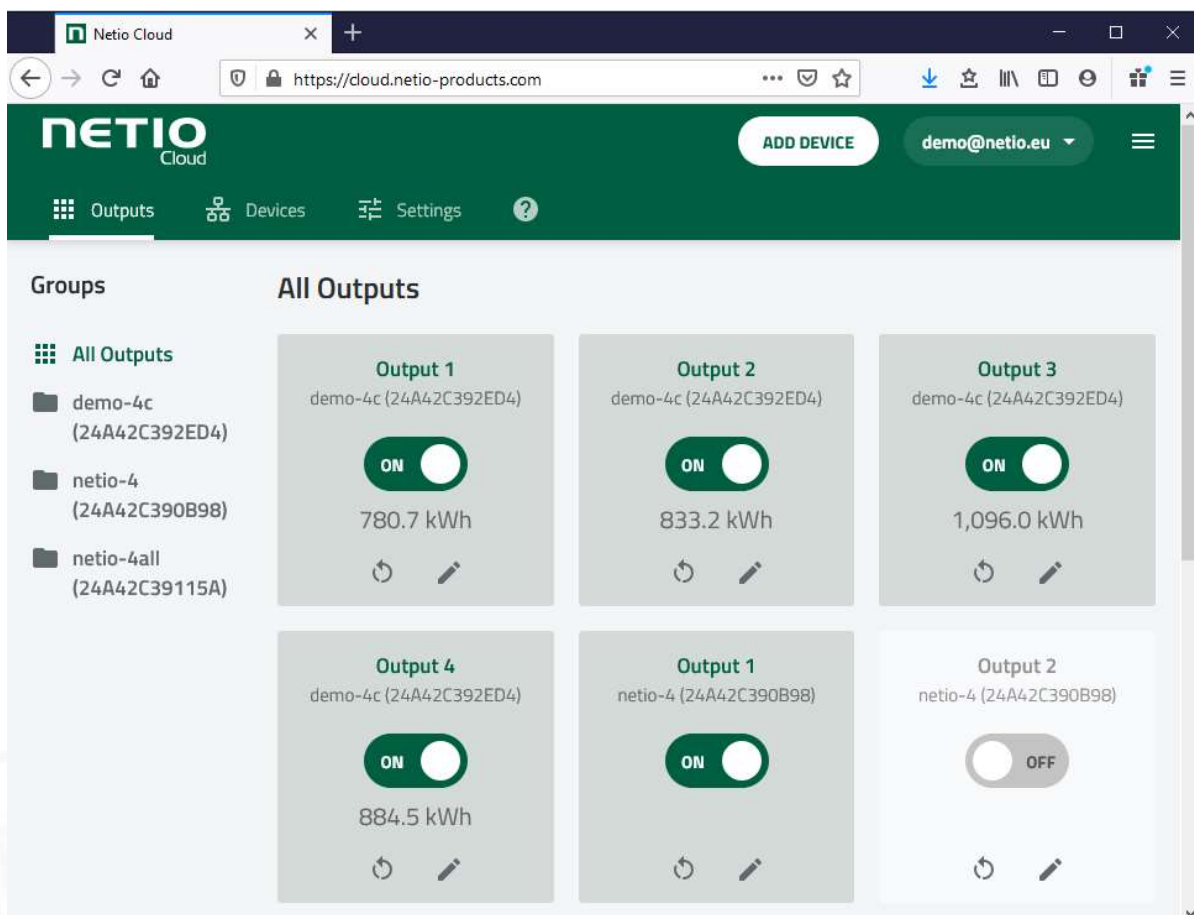 Netio Cloud
https://cloud.netio-products.com
NETIO
Cloud
ADD DEVICE
demo@netio.eu
Outputs
Devices
Settings
?
Groups
All Outputs
demo-4c
(24A42C392ED4)
netio-4
(24A42C390B98)
netio-4all
(24A42C39115A)
All Outputs
Output 1
demo-4c (24A42C392ED4)
ON
780.7 kWh
Output 2
demo-4c (24A42C392ED4)
ON
833.2 kWh
Output 3
demo-4c (24A42C392ED4)
ON
1,096.0 kWh
Output 4
demo-4c (24A42C392ED4)
ON
884.5 kWh
Output 1
netio-4 (24A42C390B98)
ON
Output 2
netio-4 (24A42C390B98)
OFF